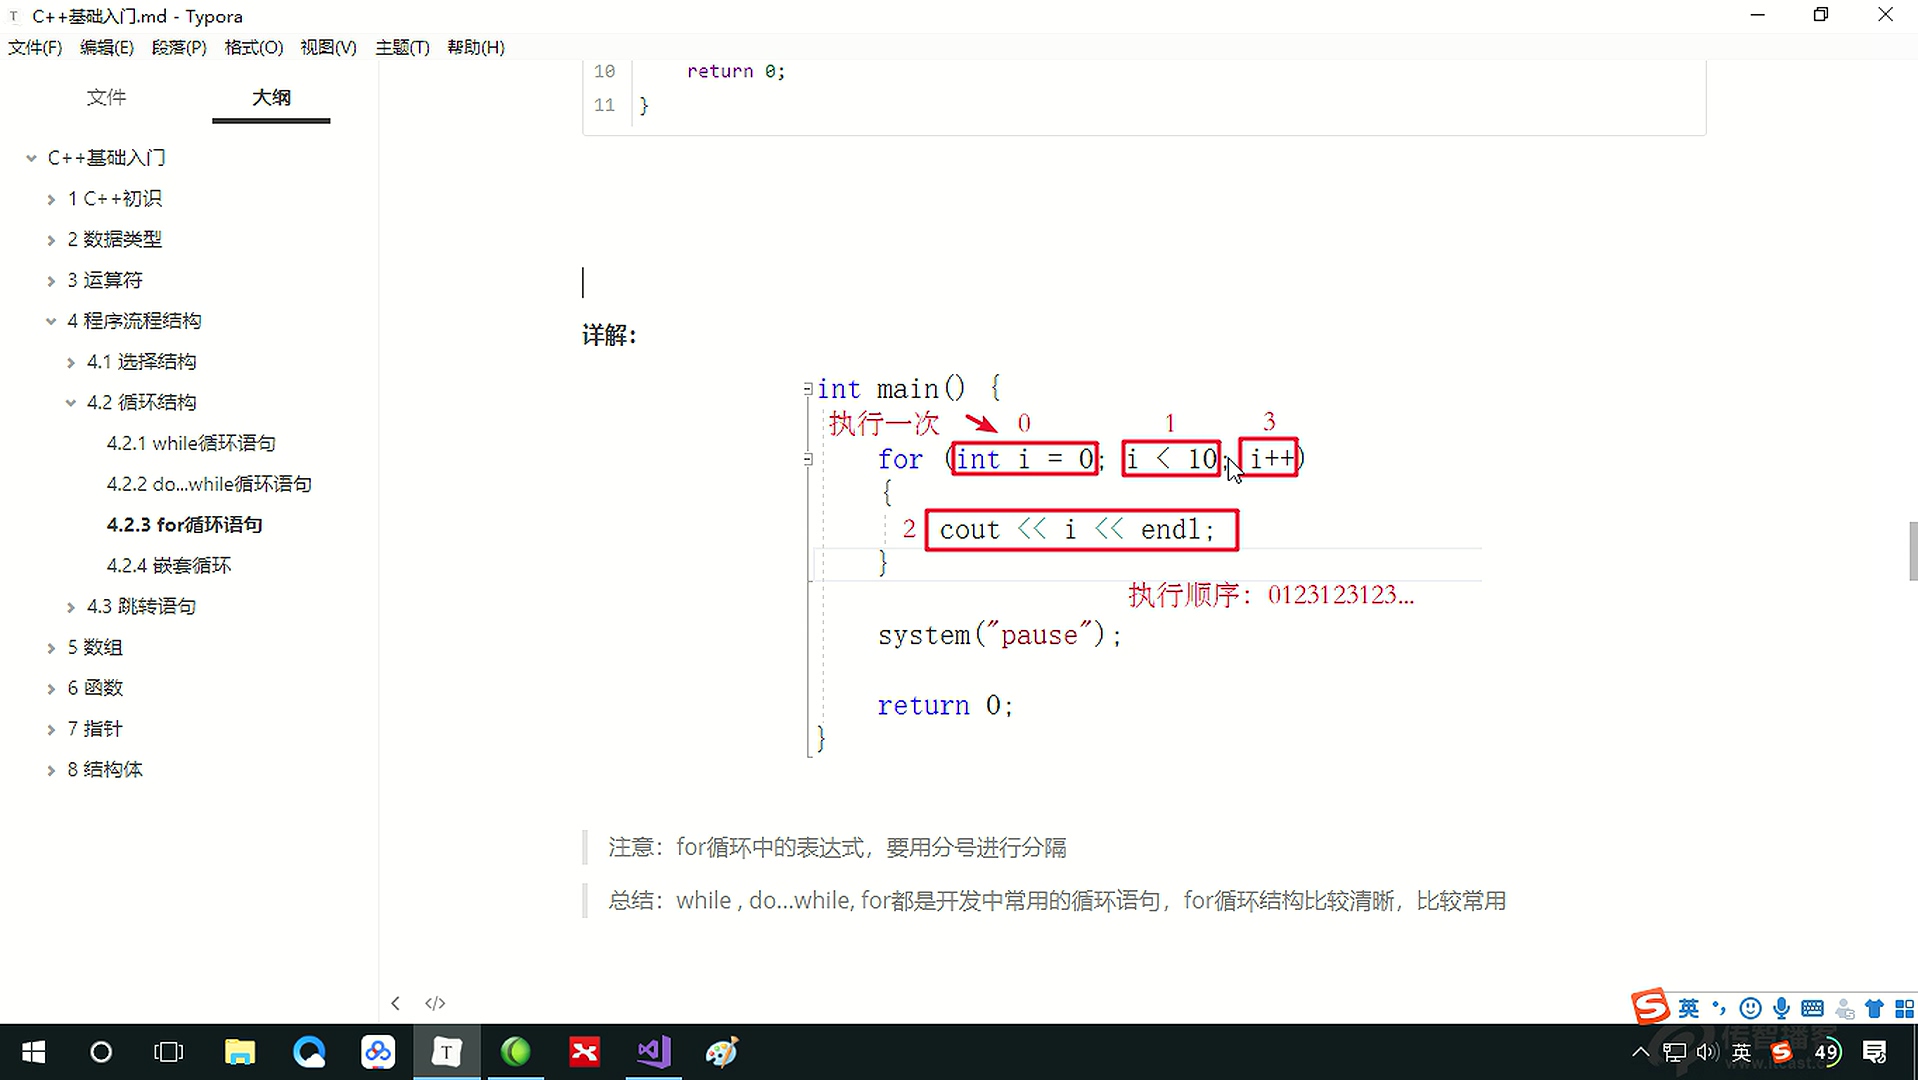 C++基础入门.md - Typora
文件(F) 编辑(E) 段落(P) 格式(O) 视图(V) 主题(T) 帮助(H)
文件 大纲
C++基础入门
1 C++初识
2 数据类型
3 运算符
4 程序流程结构
4.1 选择结构
4.2 循环结构
4.2.1 while循环语句
4.2.2 do...while循环语句
4.2.3 for循环语句
4.2.4 嵌套循环
4.3 跳转语句
5 数组
6 函数
7 指针
8 结构体
10 return 0;
11 }
详解：
int main() {
执行一次 0 1 3
for (int i = 0; i < 10; i++)
{
2 cout << i << endl;
}
执行顺序：0123123123...
system("pause");
return 0;
}
注意：for循环中的表达式，要用分号进行分隔
总结：while , do...while, for都是开发中常用的循环语句，for循环结构比较清晰，比较常用
英
传智播客
英 49